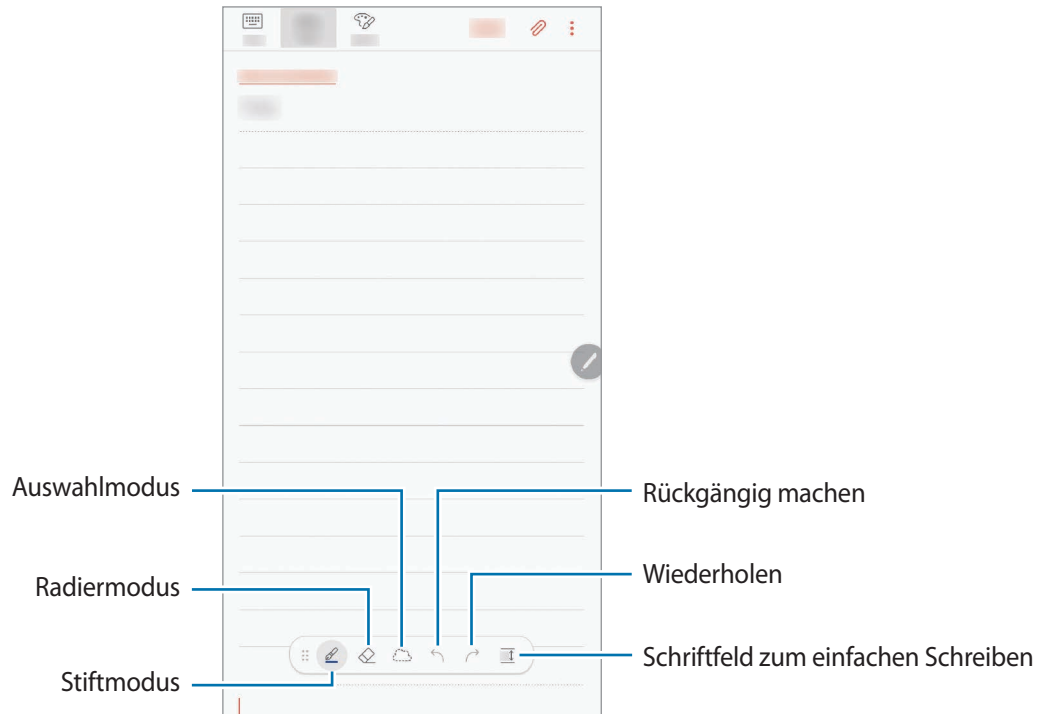 Auswahlmodus
Rückgängig machen
Radiermodus
Wiederholen
Stiftmodus
Schriftfeld zum einfachen Schreiben